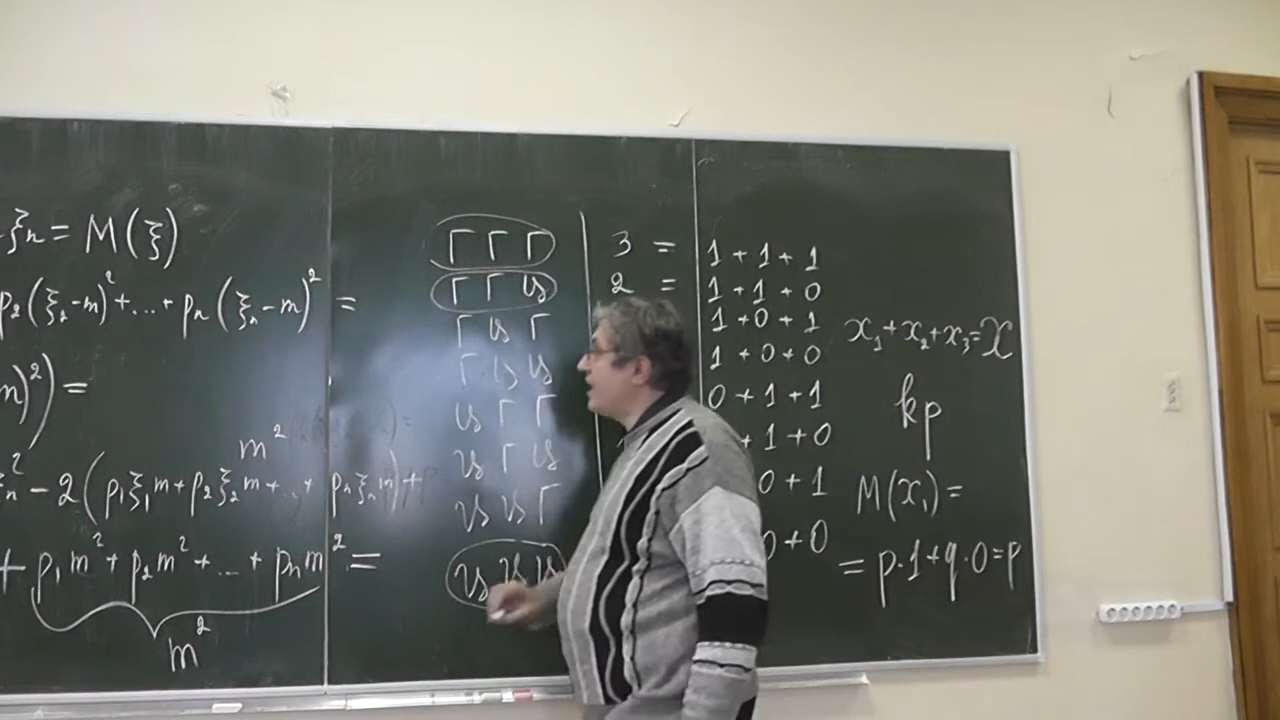 ξₙ = M(ξ)
p₂(ξ₂-m)² + ... + pₙ(ξₙ-m)² =
m)²)) =
m²
ξₙ² - 2(p₁ξ₁m + p₂ξ₂m + ... + pₙξₙm) +
+ p₁m² + p₂m² + ... + pₙm² =
m²
Г Г Г
Г Г Ц
Г Ц Г
Г Ц Ц
Ц Г Г
Ц Г Ц
Ц Ц Г
Ц Ц Ц
3 = 1 + 1 + 1
2 = 1 + 1 + 0
1 + 0 + 1
1 + 0 + 0
0 + 1 + 1
+ 1 + 0
0 + 1
0 + 0
x₁ + x₂ + x₃ = X
kp
M(x₁) =
= p·1 + q·0 = p